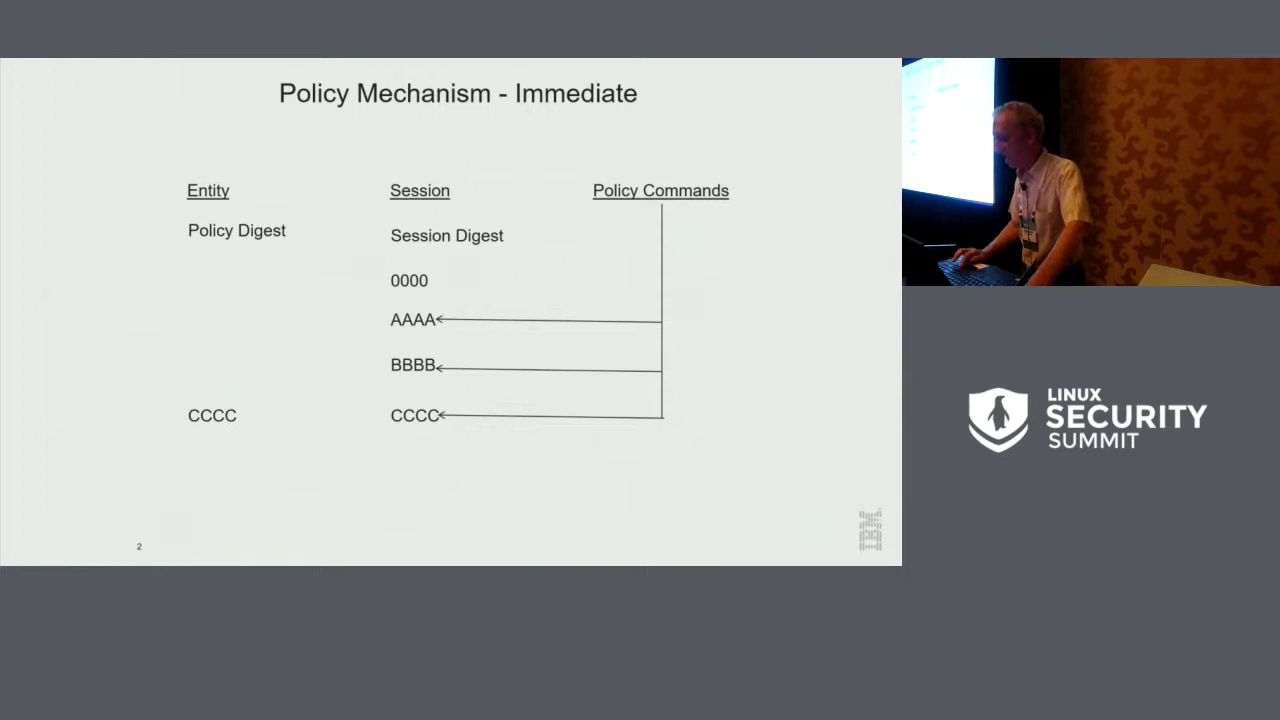 Policy Mechanism - Immediate
Entity
Session
Policy Commands
Policy Digest
Session Digest
0000
AAAA
BBBB
CCCC
CCCC
2
IBM
LINUX
SECURITY
SUMMIT